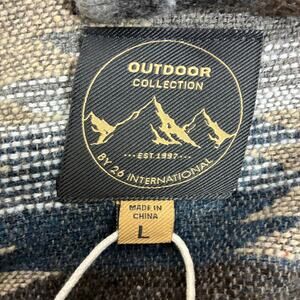 OUTDOOR
COLLECTION
EST.1997
BY 26 INTERNATIONAL
MADE IN
CHINA
L